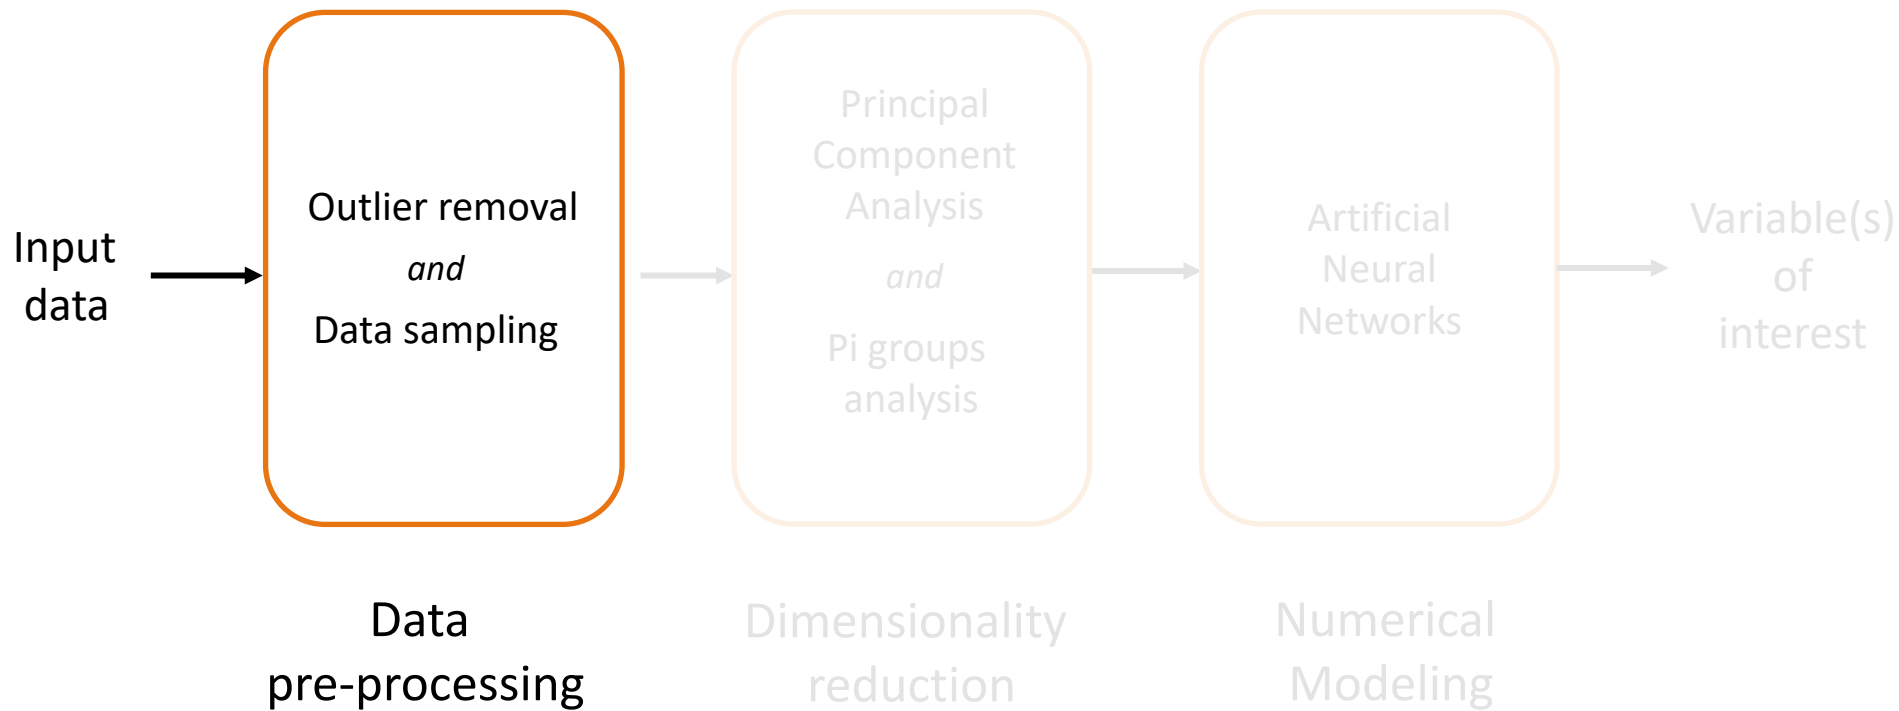 Input
data
Outlier removal
and
Data sampling
Data
pre-processing
Principal
Component
Analysis
and
Pi groups
analysis
Dimensionality
reduction
Artificial
Neural
Networks
Numerical
Modeling
Variable(s)
of
interest